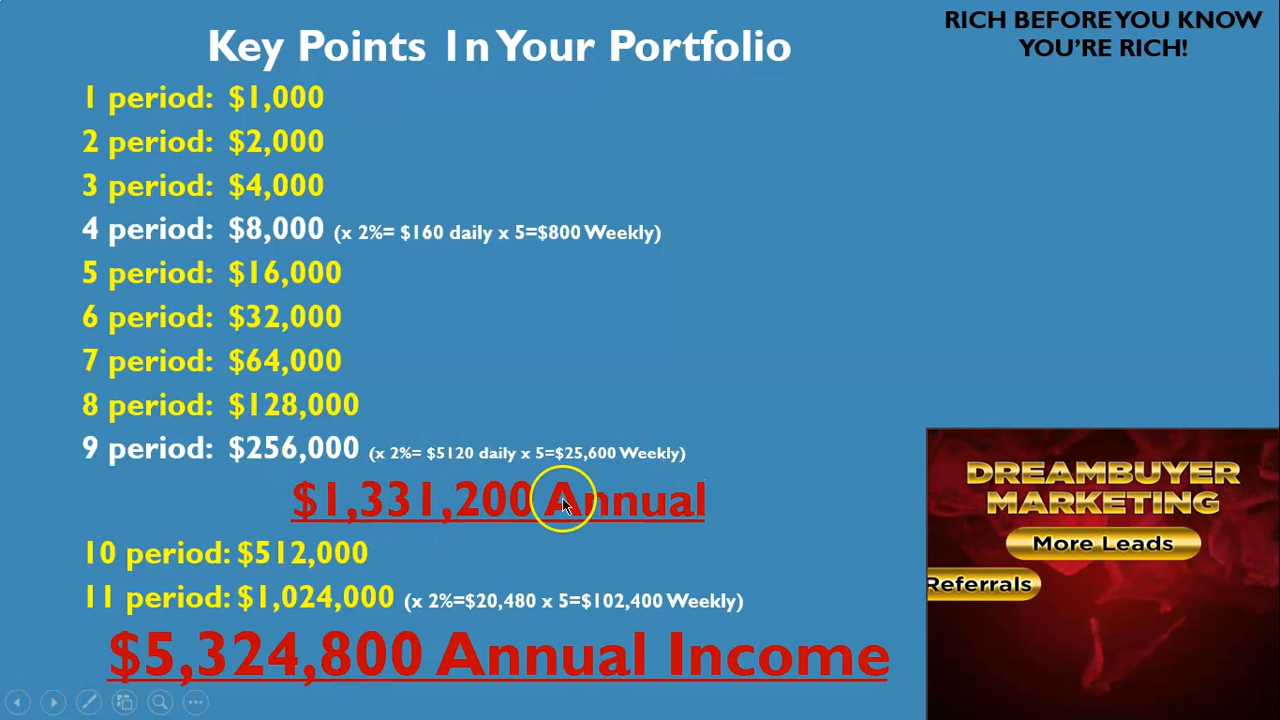 RICH BEFORE YOU KNOW
YOU'RE RICH!
Key Points In Your Portfolio
1 period: $1,000
2 period: $2,000
3 period: $4,000
4 period: $8,000 (x 2%= $160 daily x 5=$800 Weekly)
5 period: $16,000
6 period: $32,000
7 period: $64,000
8 period: $128,000
9 period: $256,000 (x 2%= $5120 daily x 5=$25,600 Weekly)
$1,331,200 Annual
10 period: $512,000
11 period: $1,024,000 (x 2%=$20,480 x 5=$102,400 Weekly)
$5,324,800 Annual Income
DREAMBUYER
MARKETING
More Leads
Referrals